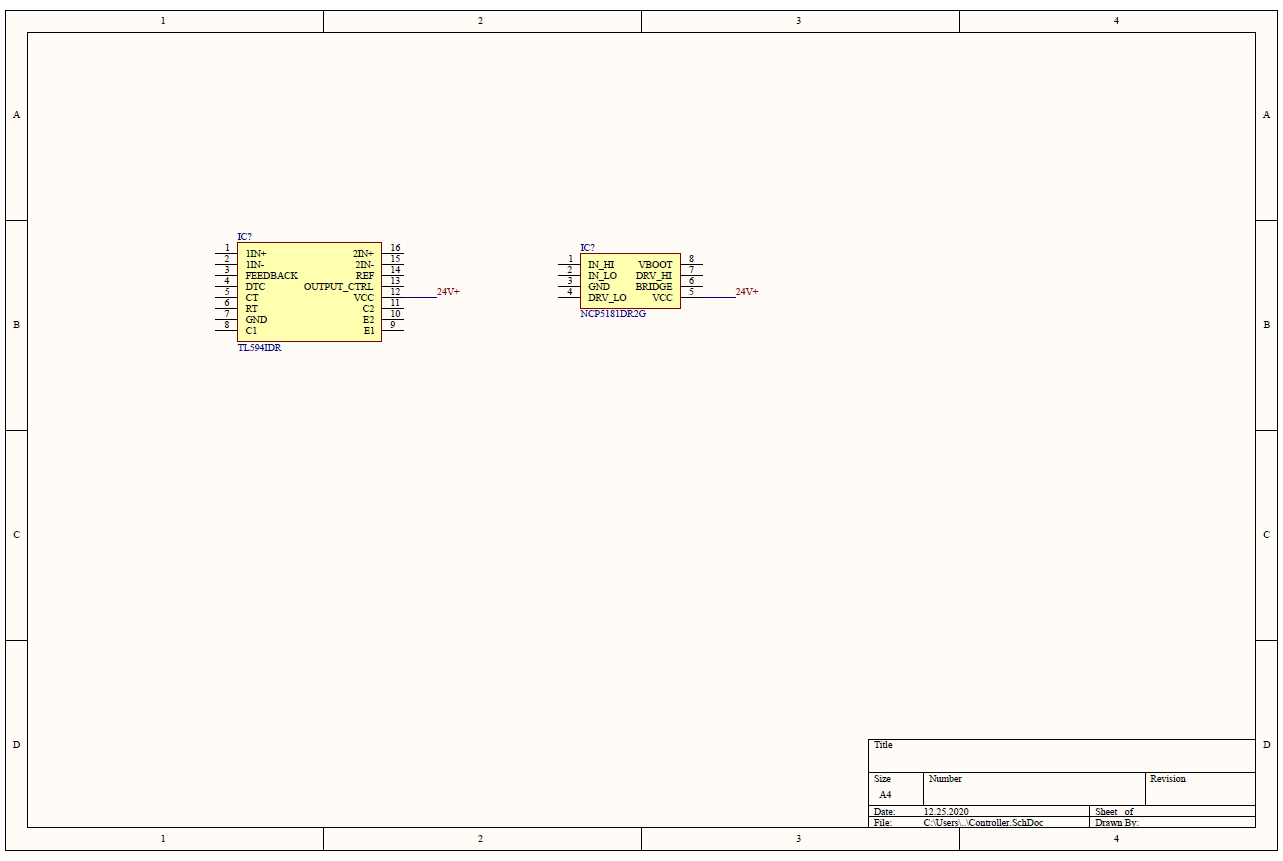 1 2 3 4
A A
IC?
1 1IN+ 2IN+ 16
2 1IN- 2IN- 15
3 FEEDBACK REF 14
4 DTC OUTPUT_CTRL 13
5 CT VCC 12 24V+
6 RT C2 11
7 GND E2 10
8 C1 E1 9
TL594IDR
IC?
1 IN_HI VBOOT 8
2 IN_LO DRV_HI 7
3 GND BRIDGE 6
4 DRV_LO VCC 5 24V+
NCP5181DR2G
B B
C C
D D
Title
Size Number Revision
A4
Date: 12.25.2020 Sheet of
File: C:\Users\..\Controller.SchDoc Drawn By:
1 2 3 4